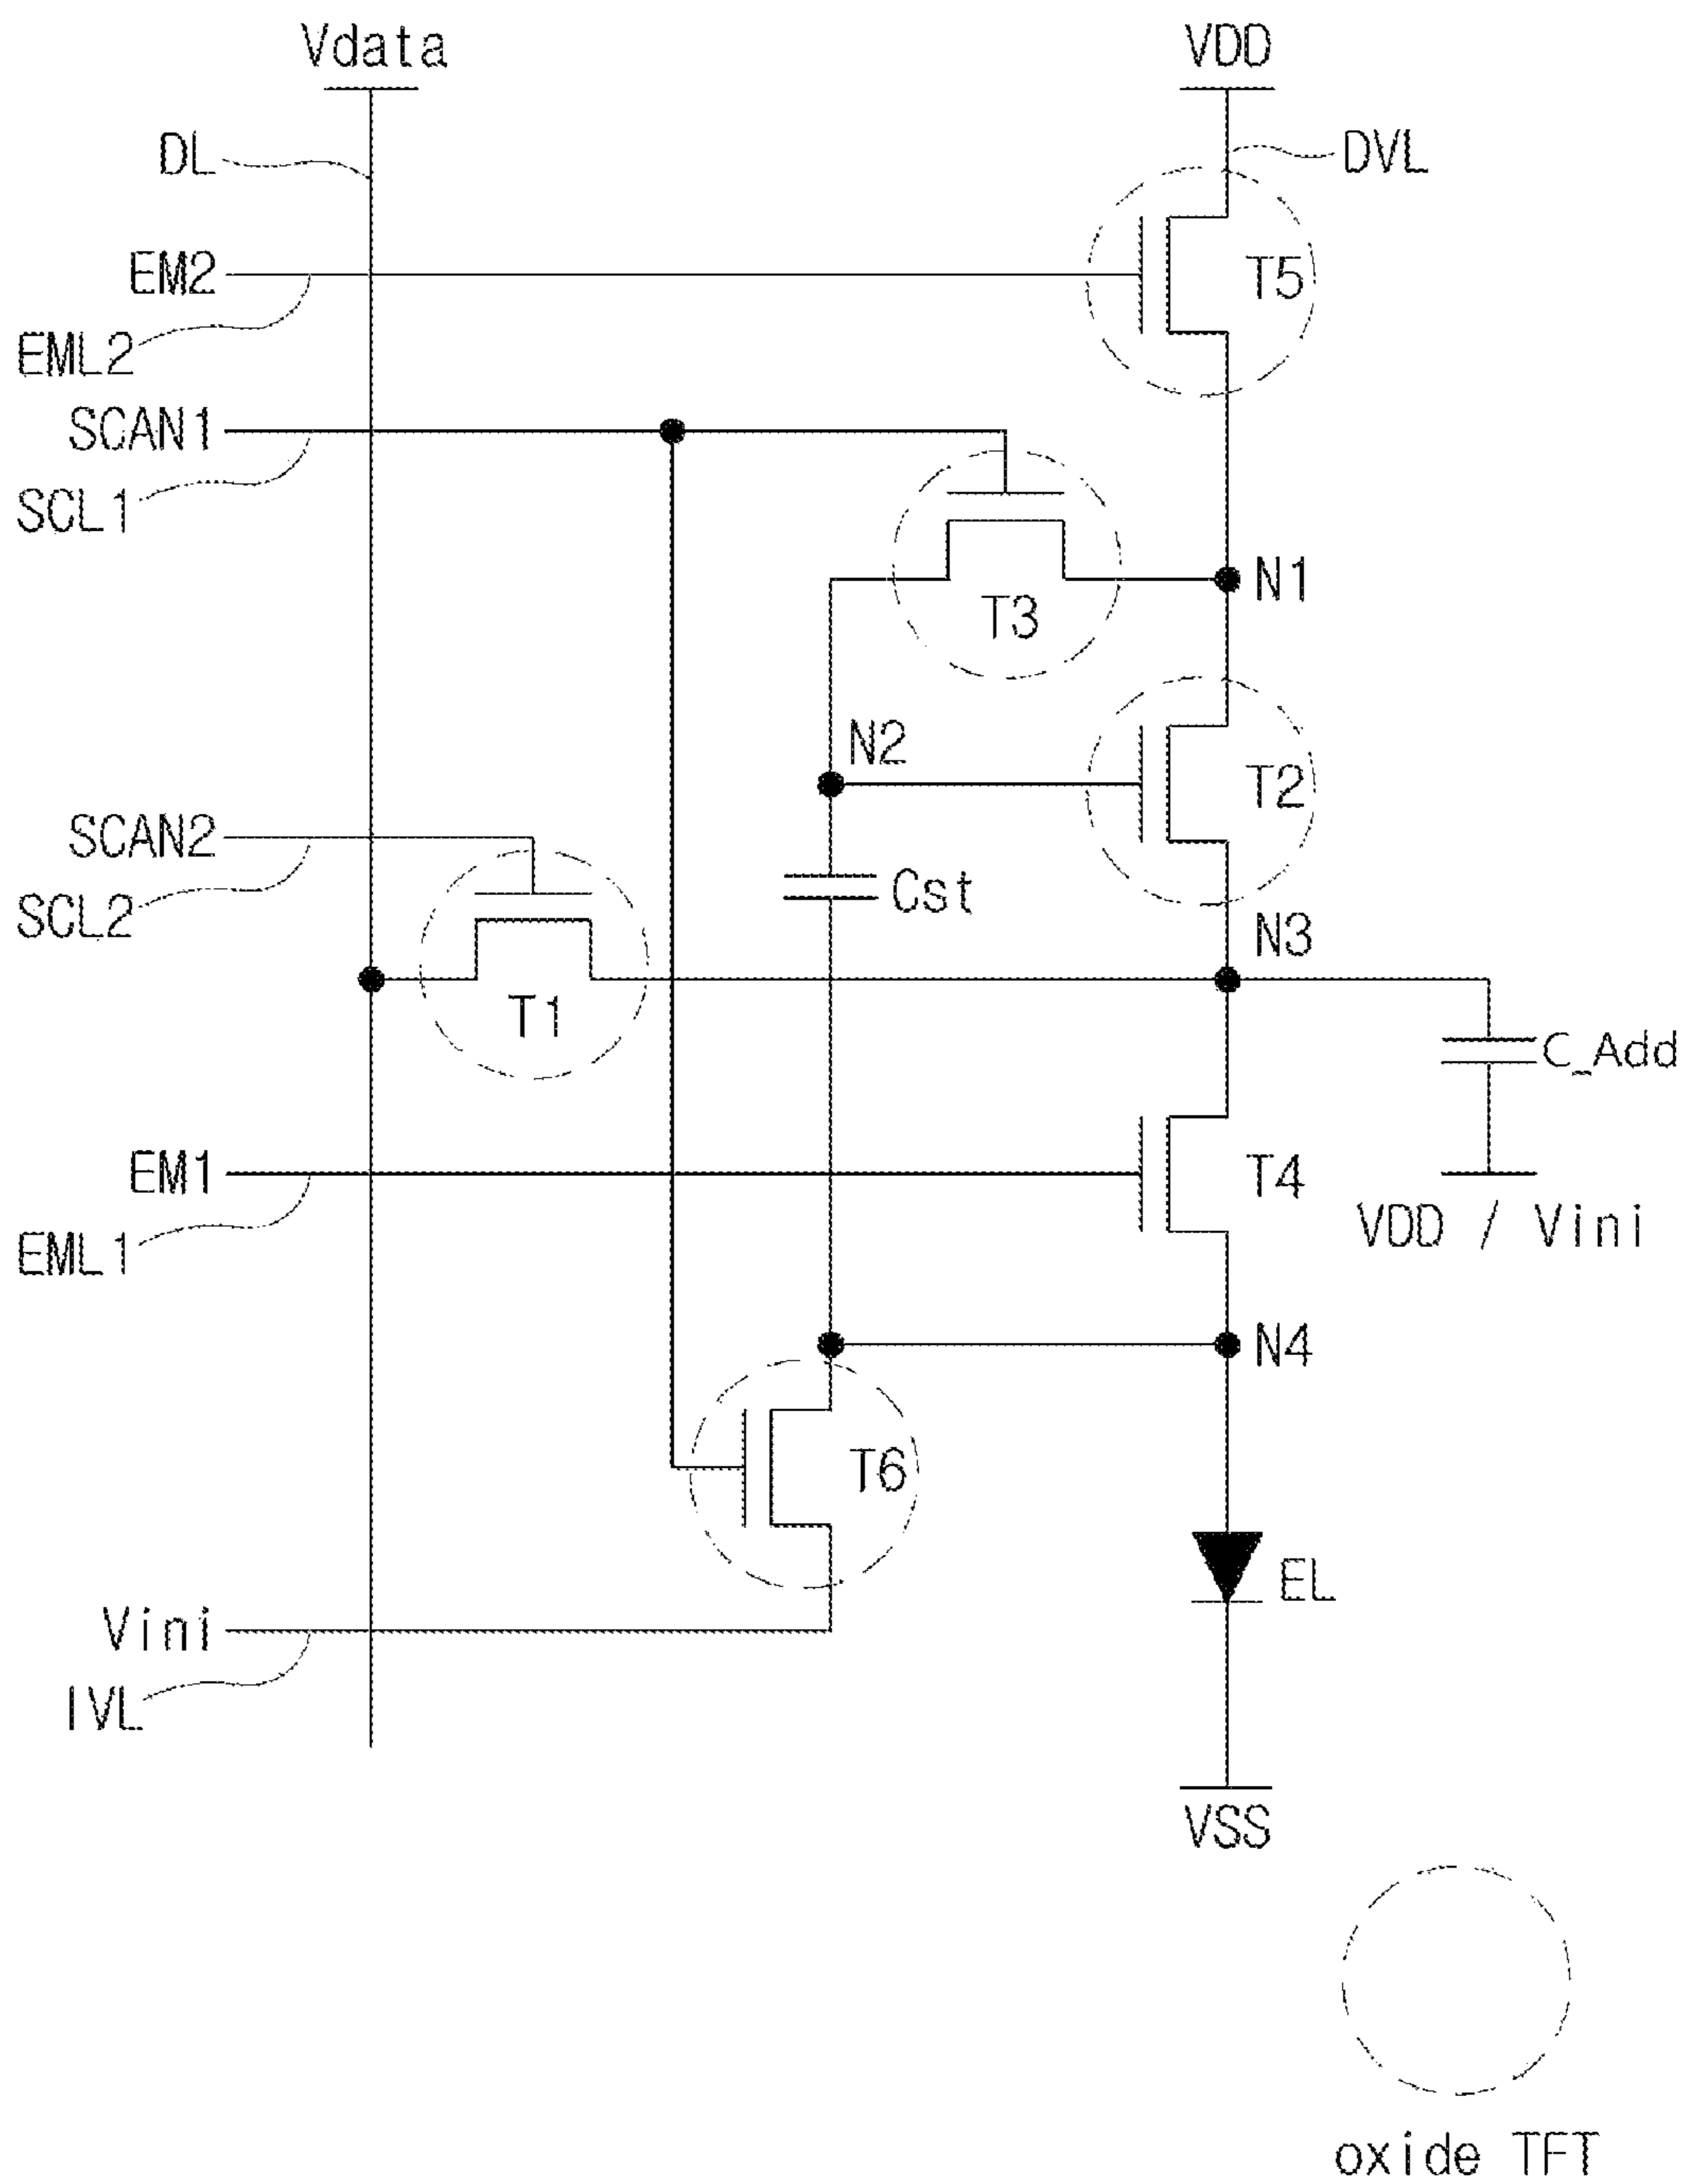 Vdata
VDD
DL
DVL
EM2
T5
EML2
SCAN1
SCL1
N1
T3
N2
T2
SCAN2
Cst
SCL2
N3
T1
C_Add
EM1
T4
VDD / Vini
EML1
N4
T6
EL
Vini
IVL
VSS
oxide TFT